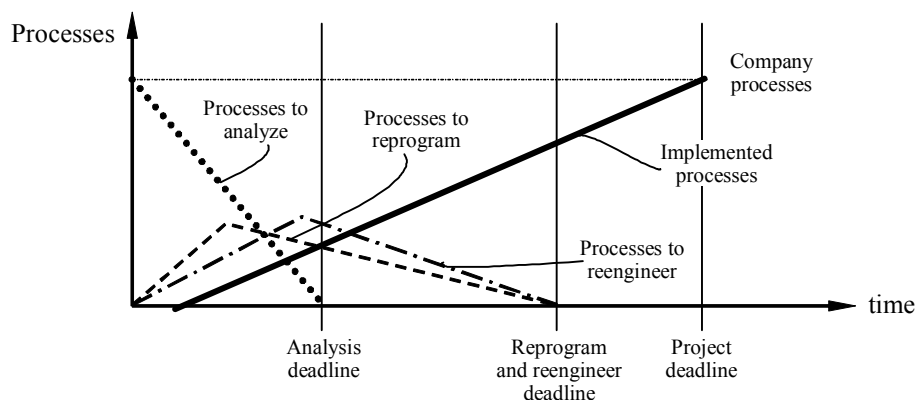 Processes
Company
processes
Processes to
analyze
Processes to
reprogram
Implemented
processes
Processes to
reengineer
time
Analysis
deadline
Reprogram
and reengineer
deadline
Project
deadline